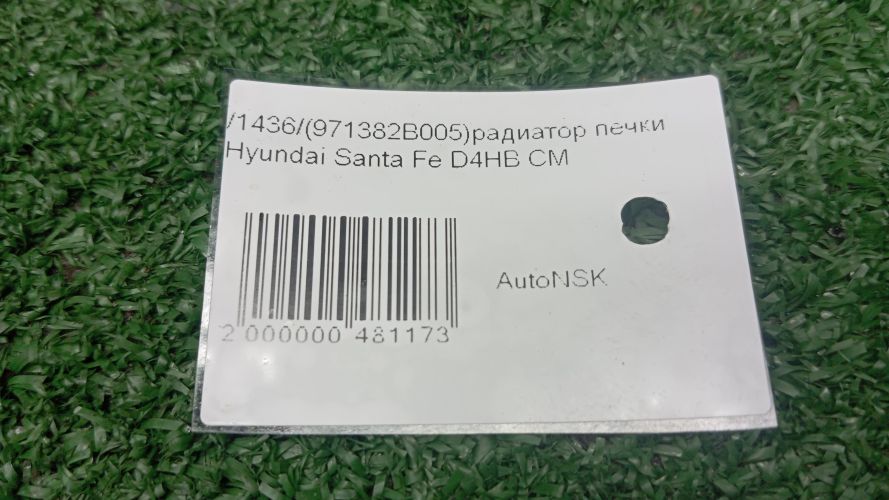 /1436/(971382B005)радиатор печки
Hyundai Santa Fe D4HB CM
AutoNSK
2 000000 481173